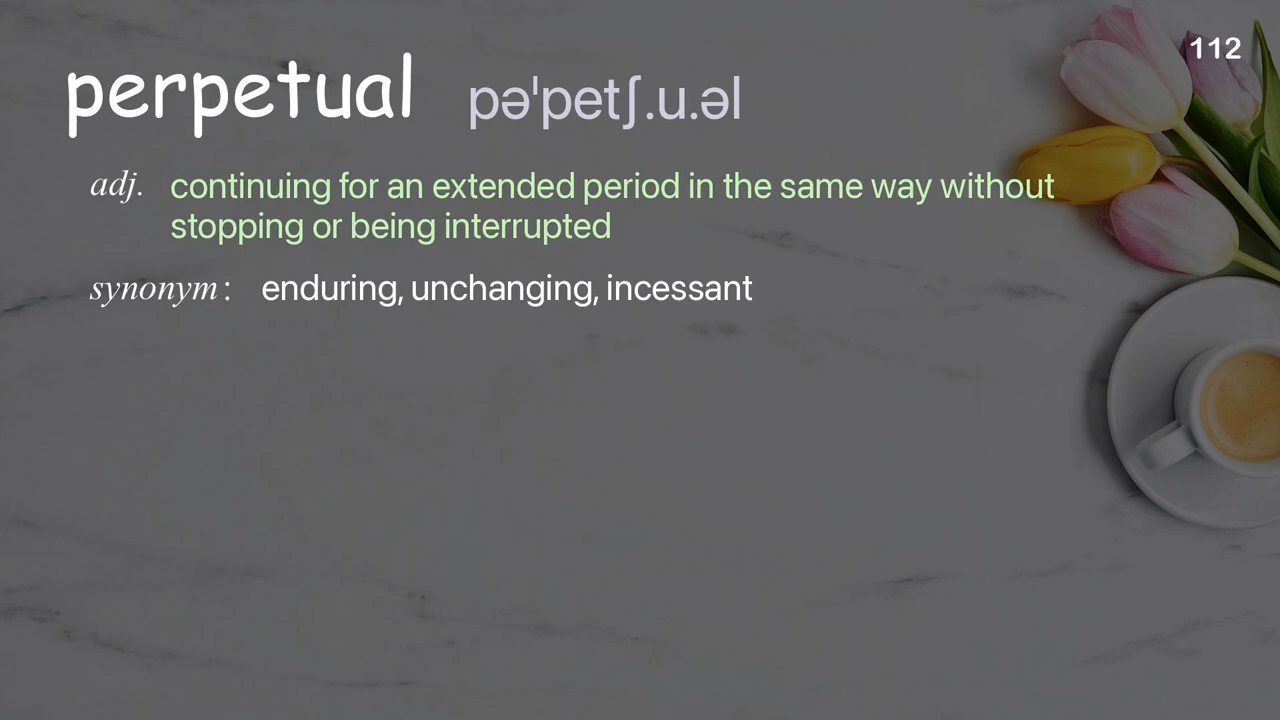 112
perpetual pəˈpetʃ.u.əl
adj. continuing for an extended period in the same way without
stopping or being interrupted
synonym: enduring, unchanging, incessant